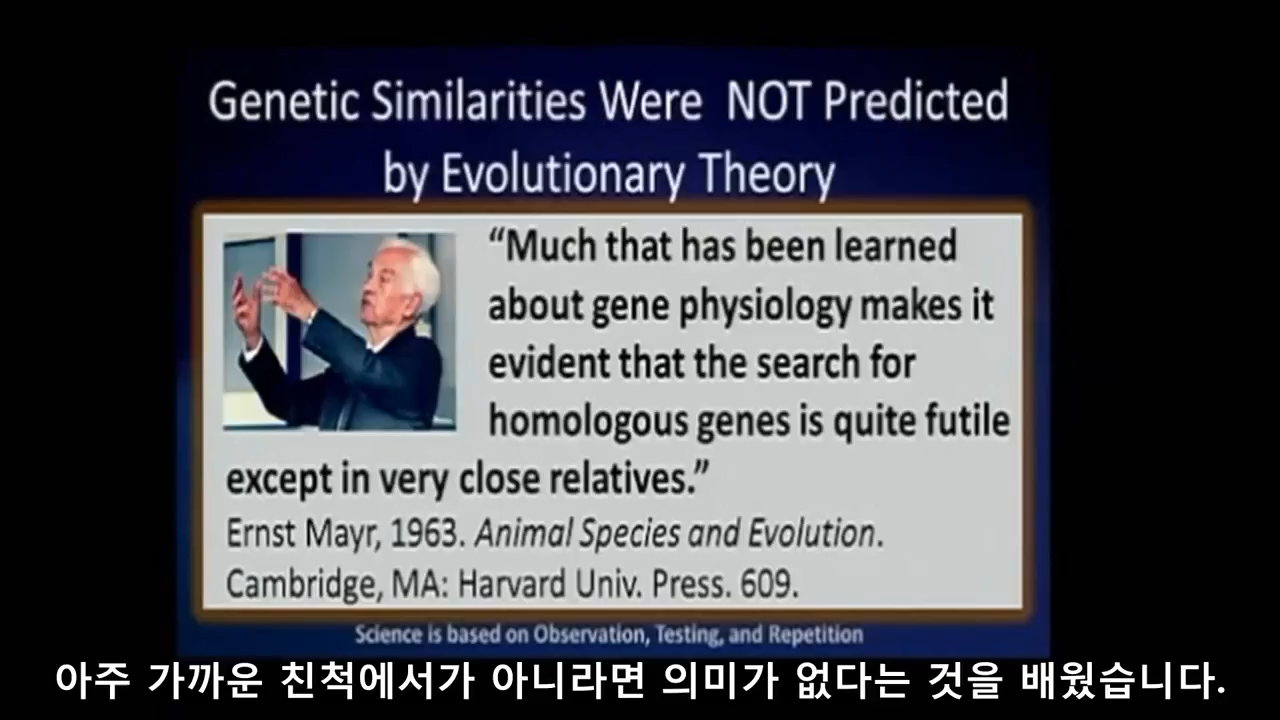 Genetic Similarities Were NOT Predicted
by Evolutionary Theory
“Much that has been learned
about gene physiology makes it
evident that the search for
homologous genes is quite futile
except in very close relatives.”
Ernst Mayr, 1963. Animal Species and Evolution.
Cambridge, MA: Harvard Univ. Press. 609.
Science is based on Observation, Testing, and Repetition
아주 가까운 친척에서가 아니라면 의미가 없다는 것을 배웠습니다.